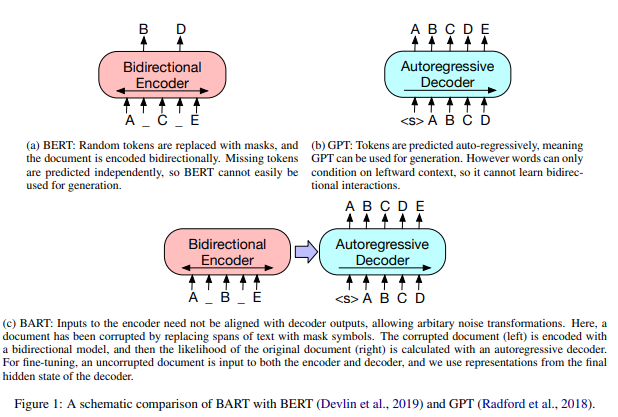 B D
Bidirectional
Encoder
A _ C _ E
A B C D E
Autoregressive
Decoder
<s> A B C D
(a) BERT: Random tokens are replaced with masks, and
the document is encoded bidirectionally. Missing tokens
are predicted independently, so BERT cannot easily be
used for generation.
(b) GPT: Tokens are predicted auto-regressively, meaning
GPT can be used for generation. However words can only
condition on leftward context, so it cannot learn bidirec-
tional interactions.
Bidirectional
Encoder
A _ B _ E
A B C D E
Autoregressive
Decoder
<s> A B C D
(c) BART: Inputs to the encoder need not be aligned with decoder outputs, allowing arbitary noise transformations. Here, a
document has been corrupted by replacing spans of text with mask symbols. The corrupted document (left) is encoded with
a bidirectional model, and then the likelihood of the original document (right) is calculated with an autoregressive decoder.
For fine-tuning, an uncorrupted document is input to both the encoder and decoder, and we use representations from the final
hidden state of the decoder.
Figure 1: A schematic comparison of BART with BERT (Devlin et al., 2019) and GPT (Radford et al., 2018).